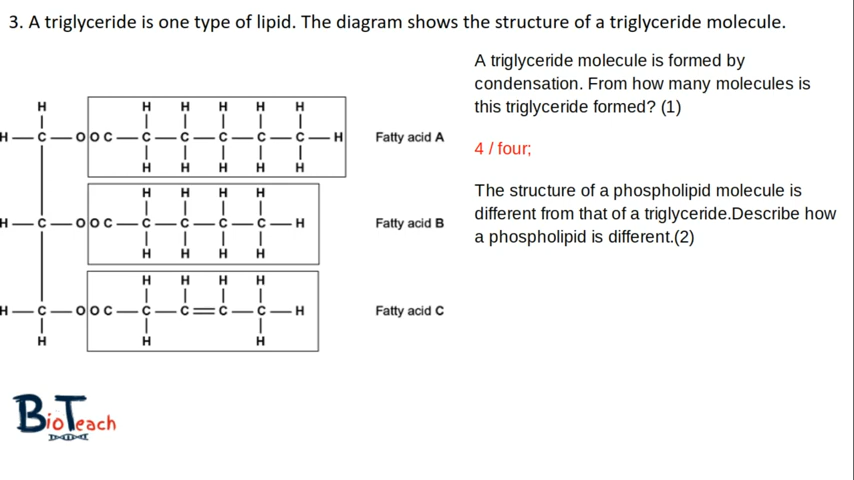 3. A triglyceride is one type of lipid. The diagram shows the structure of a triglyceride molecule.
A triglyceride molecule is formed by
condensation. From how many molecules is
this triglyceride formed? (1)
4 / four;
The structure of a phospholipid molecule is
different from that of a triglyceride.Describe how
a phospholipid is different.(2)
H H H H H H
H C O O C C C C C C H Fatty acid A
H H H H H
H H H H
H C O O C C C C C H Fatty acid B
H H H H
H H H H
H C O O C C C C C H Fatty acid C
H H H
BioTeach